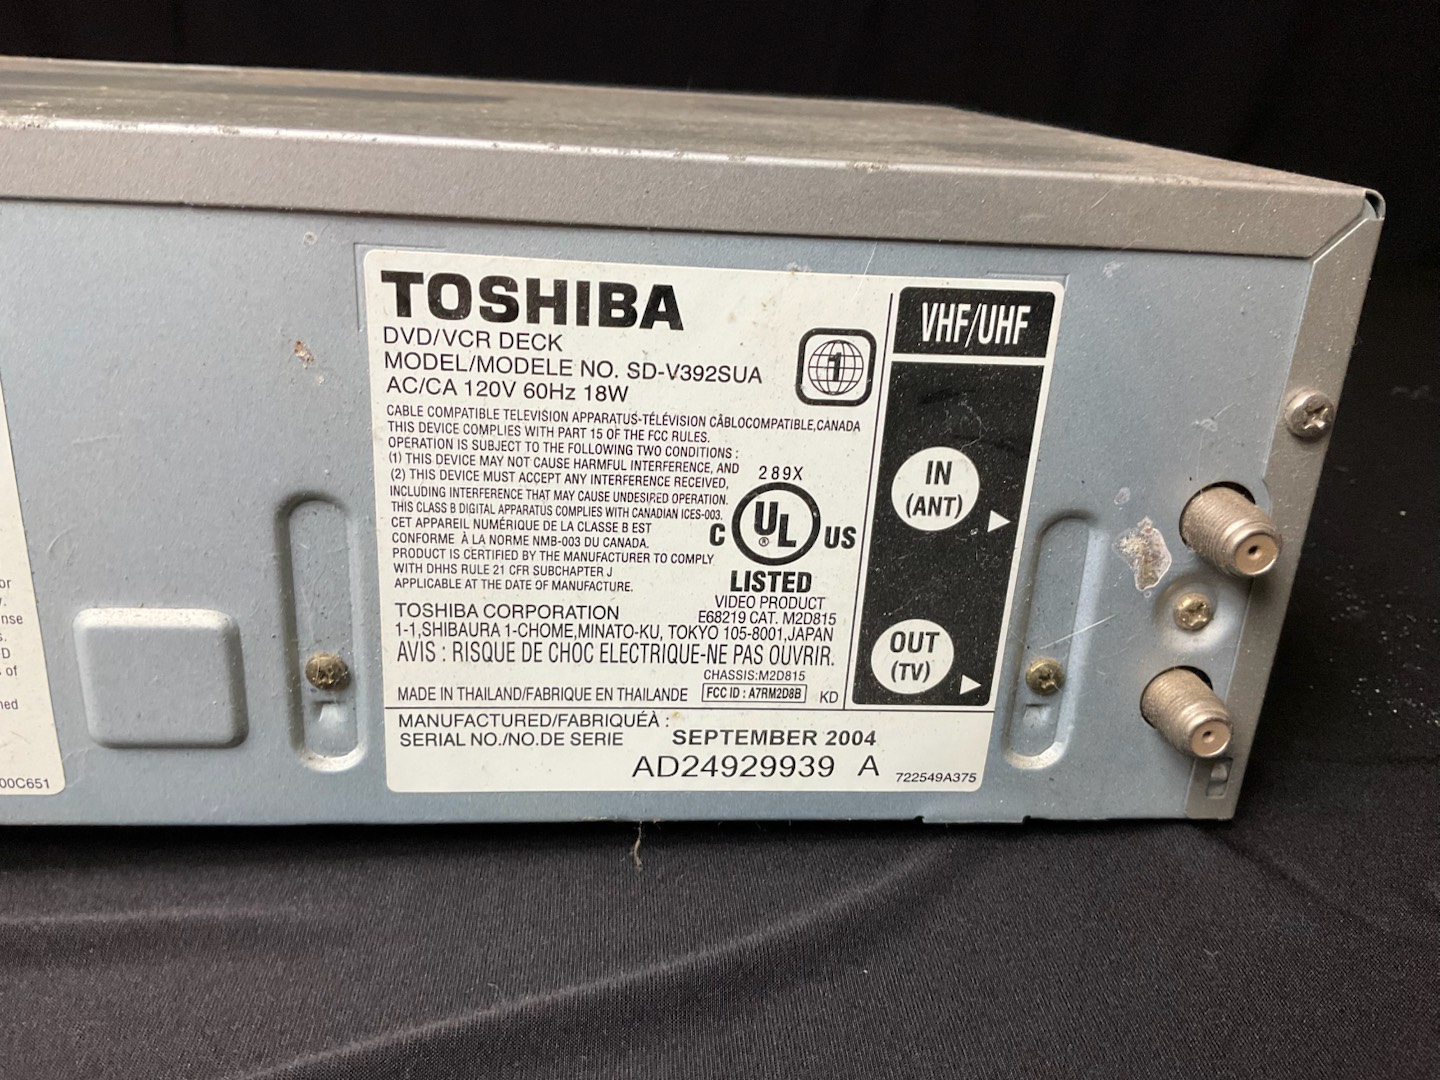 TOSHIBA
DVD/VCR DECK
MODEL/MODELE NO. SD-V392SUA
AC/CA 120V 60Hz 18W
1
CABLE COMPATIBLE TELEVISION APPARATUS-TÉLÉVISION CÂBLOCOMPATIBLE,CANADA
THIS DEVICE COMPLIES WITH PART 15 OF THE FCC RULES.
OPERATION IS SUBJECT TO THE FOLLOWING TWO CONDITIONS :
(1) THIS DEVICE MAY NOT CAUSE HARMFUL INTERFERENCE, AND
(2) THIS DEVICE MUST ACCEPT ANY INTERFERENCE RECEIVED,
INCLUDING INTERFERENCE THAT MAY CAUSE UNDESIRED OPERATION.
THIS CLASS B DIGITAL APPARATUS COMPLIES WITH CANADIAN ICES-003.
CET APPAREIL NUMÉRIQUE DE LA CLASSE B EST
CONFORME À LA NORME NMB-003 DU CANADA.
PRODUCT IS CERTIFIED BY THE MANUFACTURER TO COMPLY
WITH DHHS RULE 21 CFR SUBCHAPTER J
APPLICABLE AT THE DATE OF MANUFACTURE.
289X
C UL ® US
LISTED
VIDEO PRODUCT
E68219 CAT. M2D815
TOSHIBA CORPORATION
1-1,SHIBAURA 1-CHOME,MINATO-KU, TOKYO 105-8001,JAPAN
AVIS : RISQUE DE CHOC ELECTRIQUE-NE PAS OUVRIR.
CHASSIS:M2D815
MADE IN THAILAND/FABRIQUE EN THAILANDE FCC ID : A7RM2D8B KD
MANUFACTURED/FABRIQUÉÀ :
SERIAL NO./NO.DE SERIE SEPTEMBER 2004
AD24929939 A
722549A375
VHF/UHF
IN
(ANT)
OUT
(TV)
or
nse
s.
D
of
ned
00C651